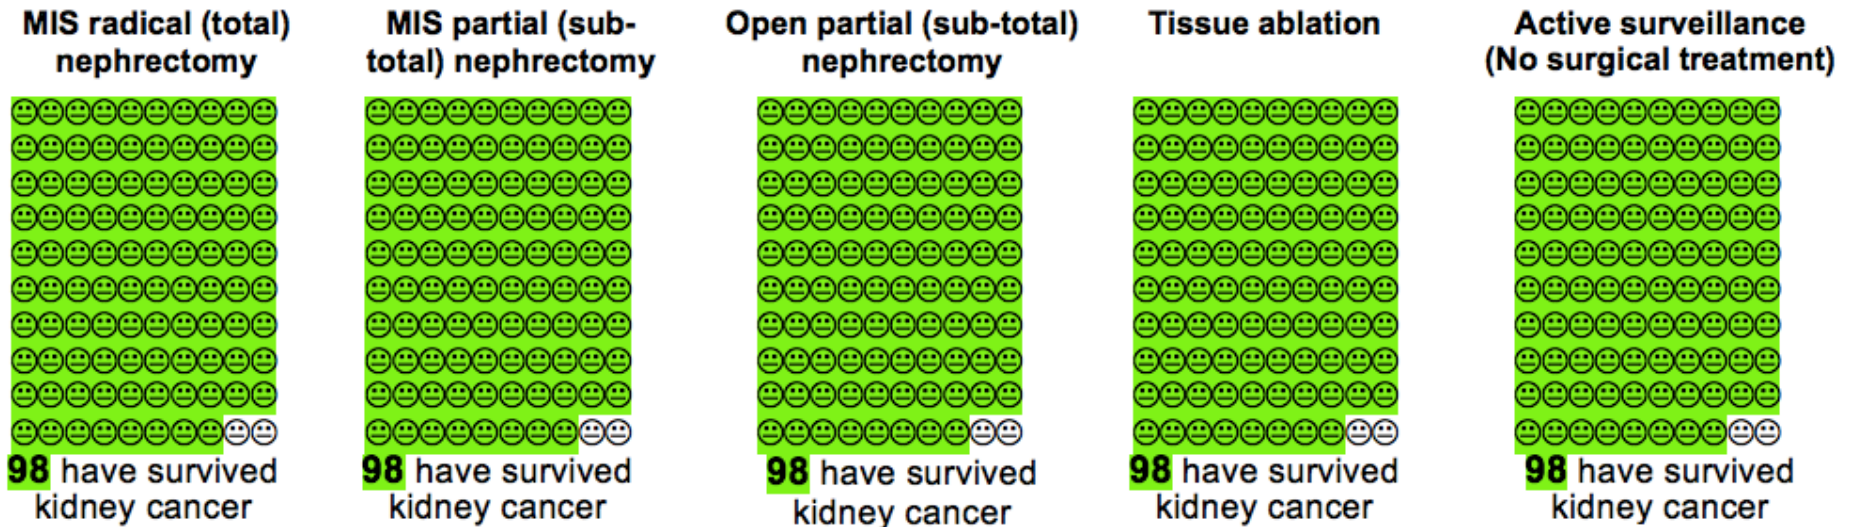 MIS radical (total)
nephrectomy
98 have survived
kidney cancer
MIS partial (sub-
total) nephrectomy
98 have survived
kidney cancer
Open partial (sub-total)
nephrectomy
98 have survived
kidney cancer
Tissue ablation
98 have survived
kidney cancer
Active surveillance
(No surgical treatment)
98 have survived
kidney cancer